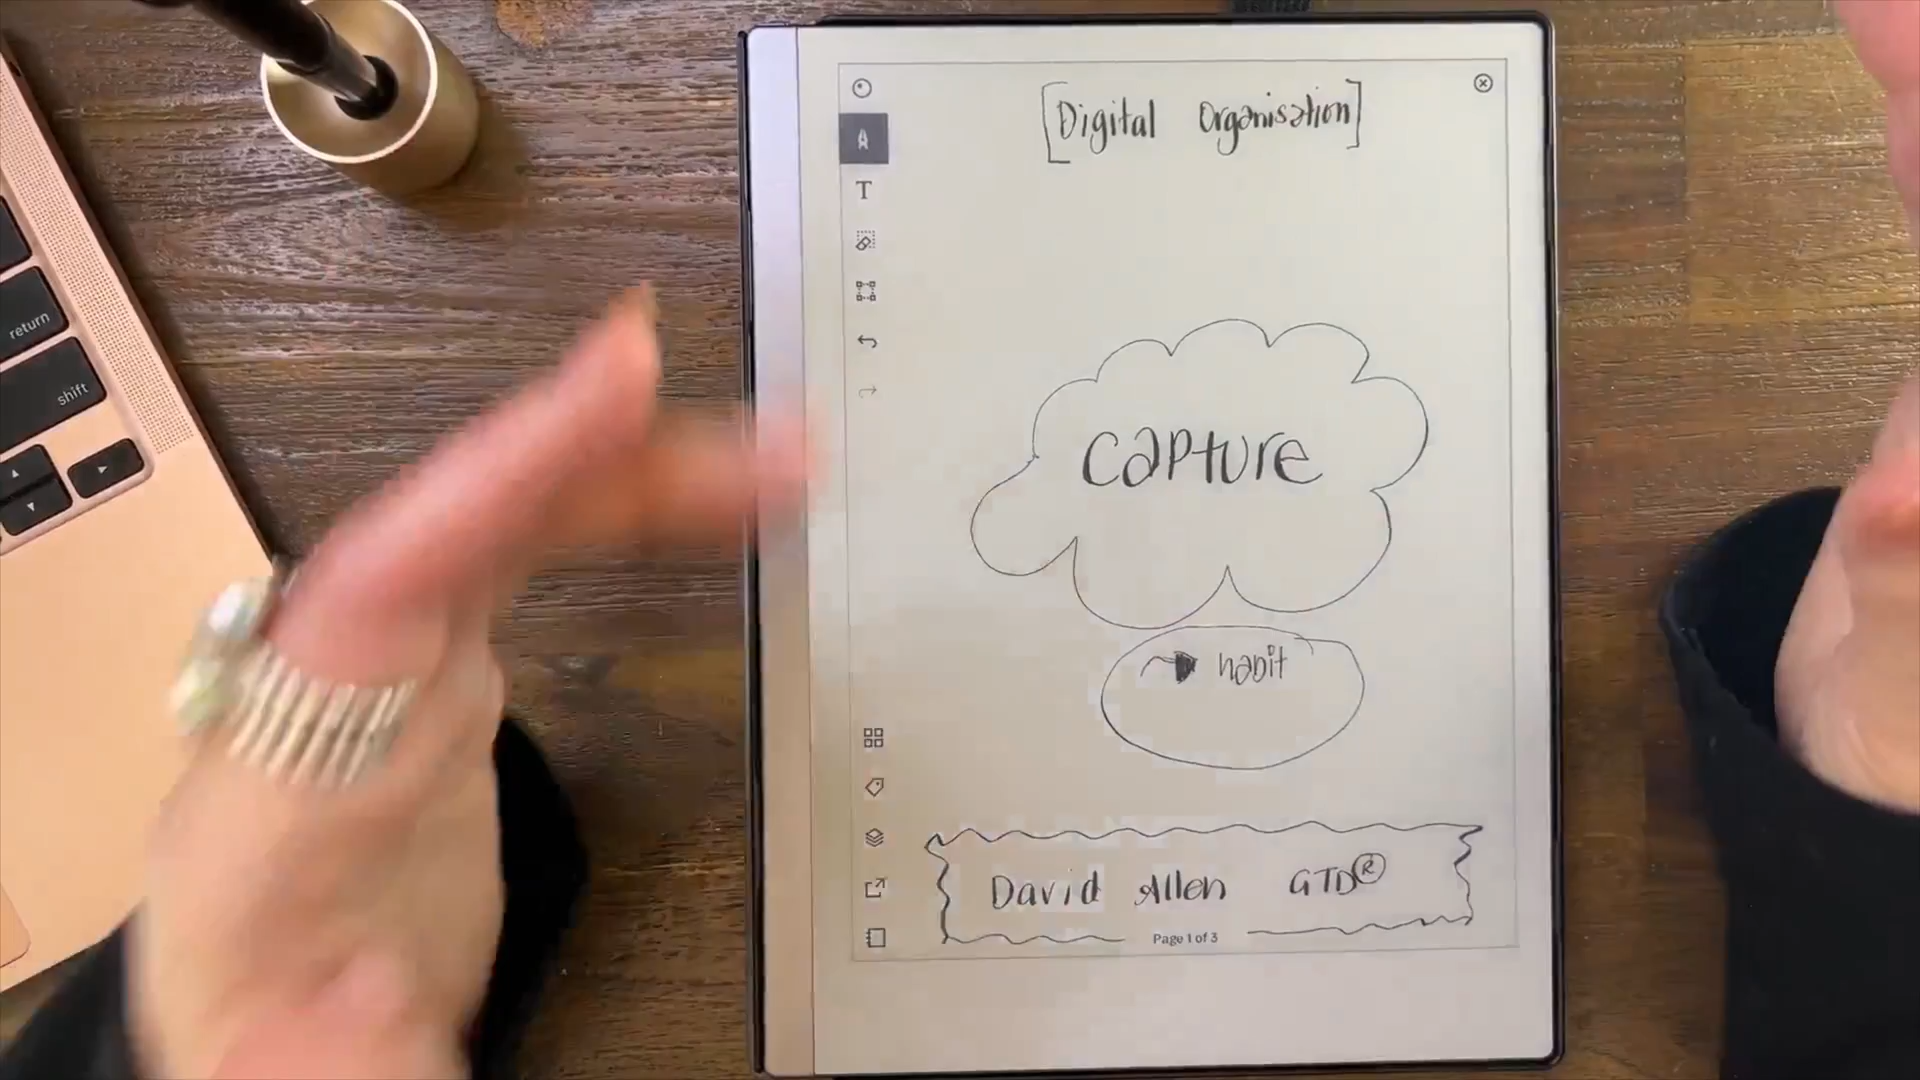 [Digital Organisation]
T
return
shift
capture
habit
David Allen GTD®
Page 1 of 3